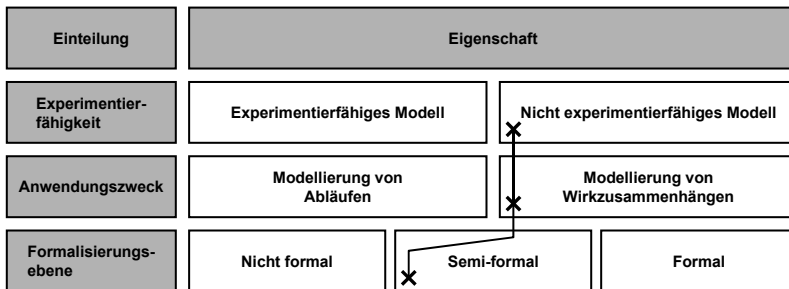 Einteilung
Eigenschaft
Experimentier-
fähigkeit
Experimentierfähiges Modell
Nicht experimentierfähiges Modell
Anwendungszweck
Modellierung von
Abläufen
Modellierung von
Wirkzusammenhängen
Formalisierungs-
ebene
Nicht formal
Semi-formal
Formal